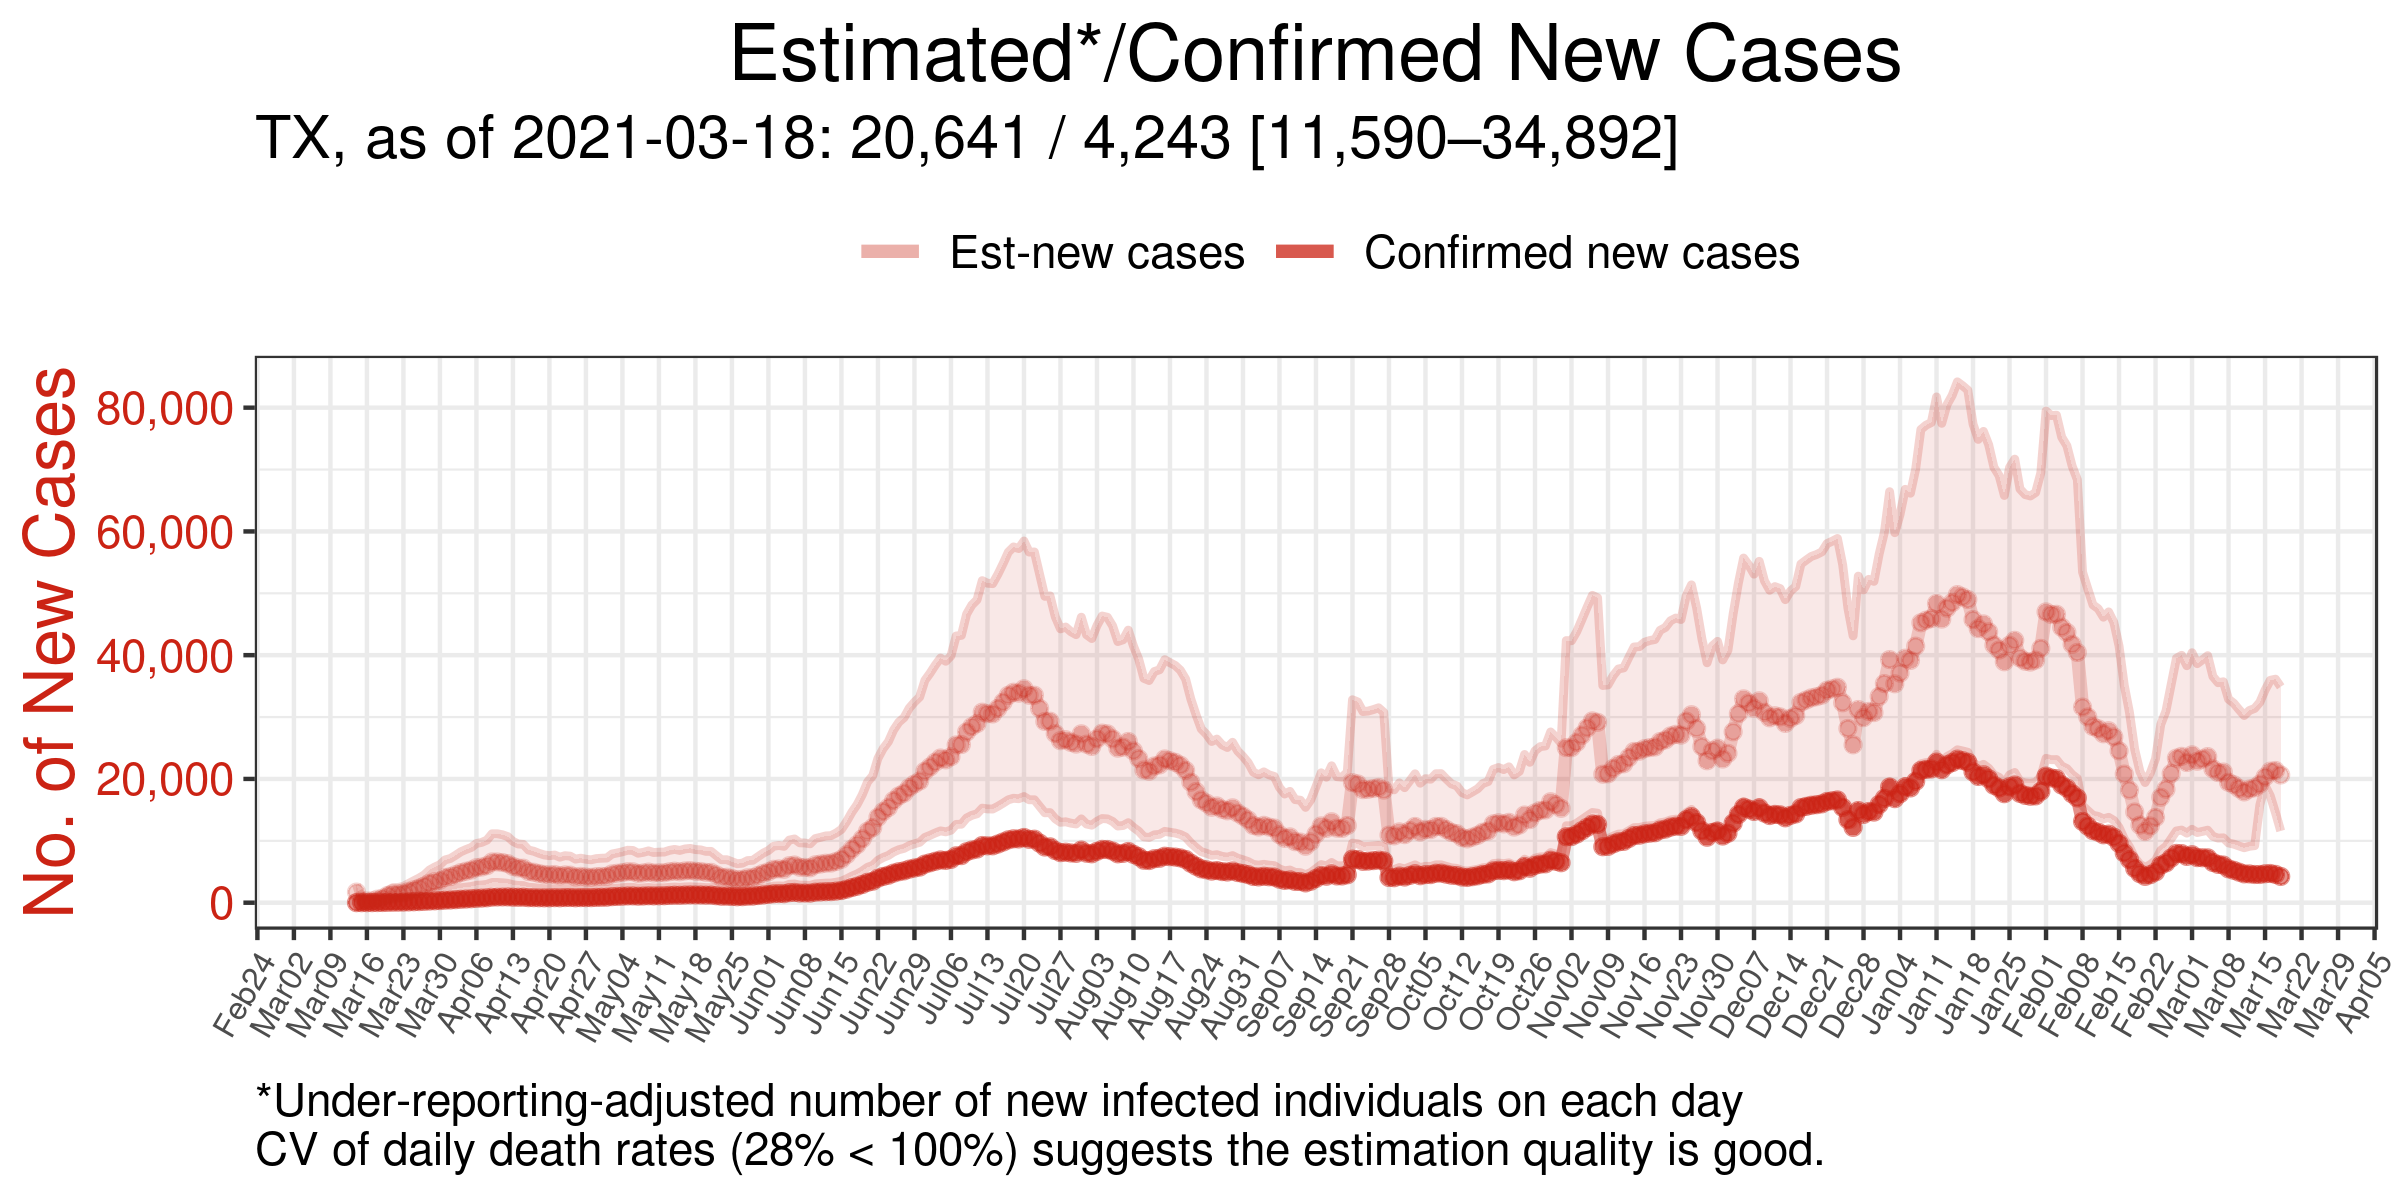 Estimated*/Confirmed New Cases
TX, as of 2021-03-18: 20,641 / 4,243 [11,590–34,892]
Est-new cases Confirmed new cases
No. of New Cases
80,000
60,000
40,000
20,000
0
Feb24 Mar02 Mar09 Mar16 Mar23 Mar30 Apr06 Apr13 Apr20 Apr27 May04 May11 May18 May25 Jun01 Jun08 Jun15 Jun22 Jun29 Jul06 Jul13 Jul20 Jul27 Aug03 Aug10 Aug17 Aug24 Aug31 Sep07 Sep14 Sep21 Sep28 Oct05 Oct12 Oct19 Oct26 Nov02 Nov09 Nov16 Nov23 Nov30 Dec07 Dec14 Dec21 Dec28 Jan04 Jan11 Jan18 Jan25 Feb01 Feb08 Feb15 Feb22 Mar01 Mar08 Mar15 Mar22 Mar29 Apr05
*Under-reporting-adjusted number of new infected individuals on each day
CV of daily death rates (28% < 100%) suggests the estimation quality is good.